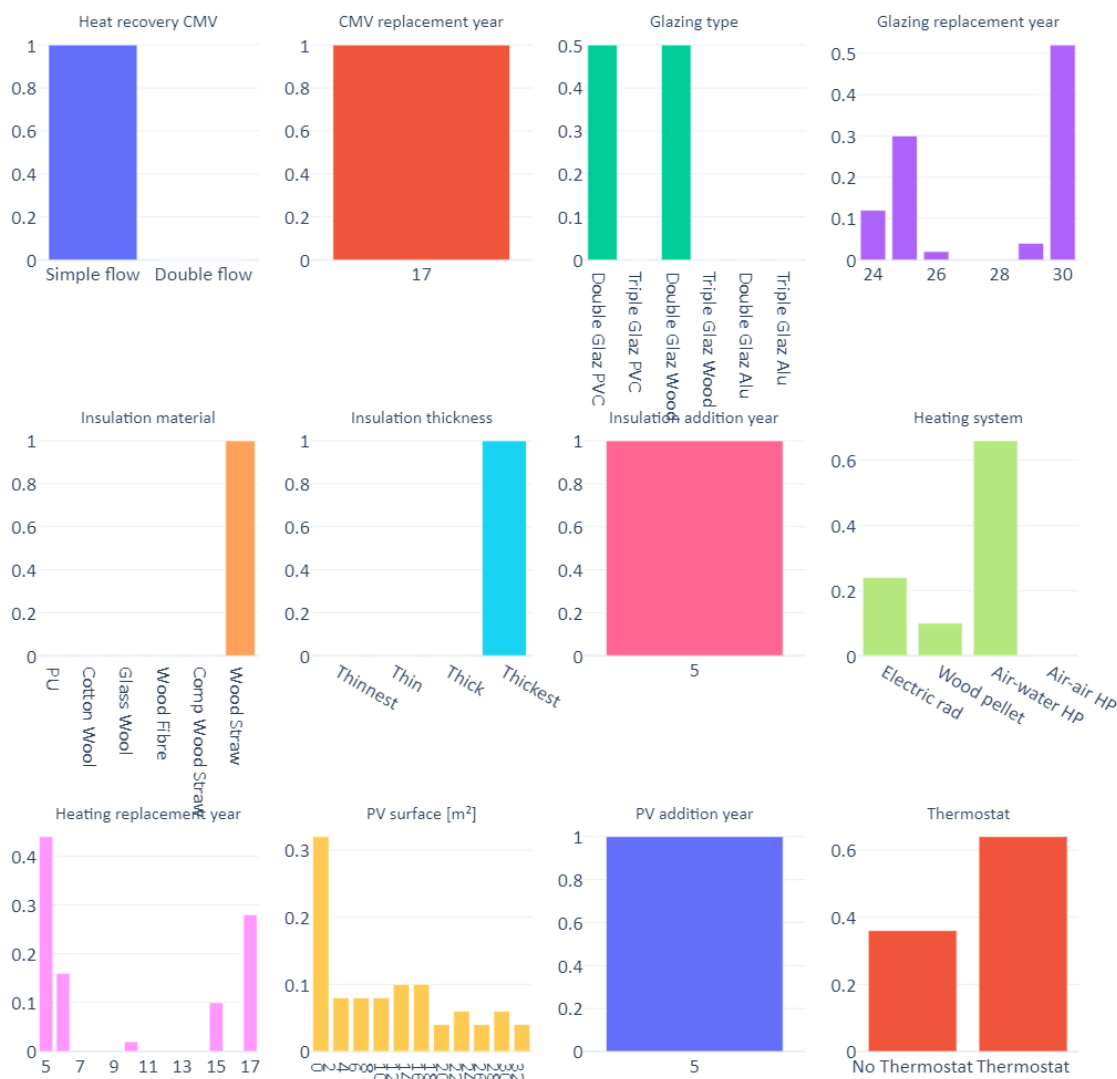 Heat recovery CMV
1
0.8
0.6
0.4
0.2
0
Simple flow
Double flow
CMV replacement year
1
0.8
0.6
0.4
0.2
0
17
Glazing type
0.5
0.4
0.3
0.2
0.1
0
Double Glaz PVC
Triple Glaz PVC
Double Glaz Wood
Triple Glaz Wood
Double Glaz Alu
Triple Glaz Alu
Glazing replacement year
0.5
0.4
0.3
0.2
0.1
0
24
26
28
30
Insulation material
1
0.8
0.6
0.4
0.2
0
PU
Cotton Wool
Glass Wool
Wood Fibre
Comp Wood Straw
Wood Straw
Insulation thickness
1
0.8
0.6
0.4
0.2
0
Thinnest
Thin
Thick
Thickest
Insulation addition year
1
0.8
0.6
0.4
0.2
0
5
Heating system
0.6
0.4
0.2
0
Electric rad
Wood pellet
Air-water HP
Air-air HP
Heating replacement year
0.4
0.3
0.2
0.1
0
5
7
9
11
13
15
17
PV surface [m²]
0.3
0.2
0.1
0
0
2
4
6
8
PV addition year
1
0.8
0.6
0.4
0.2
0
5
Thermostat
0.6
0.4
0.2
0
No Thermostat
Thermostat